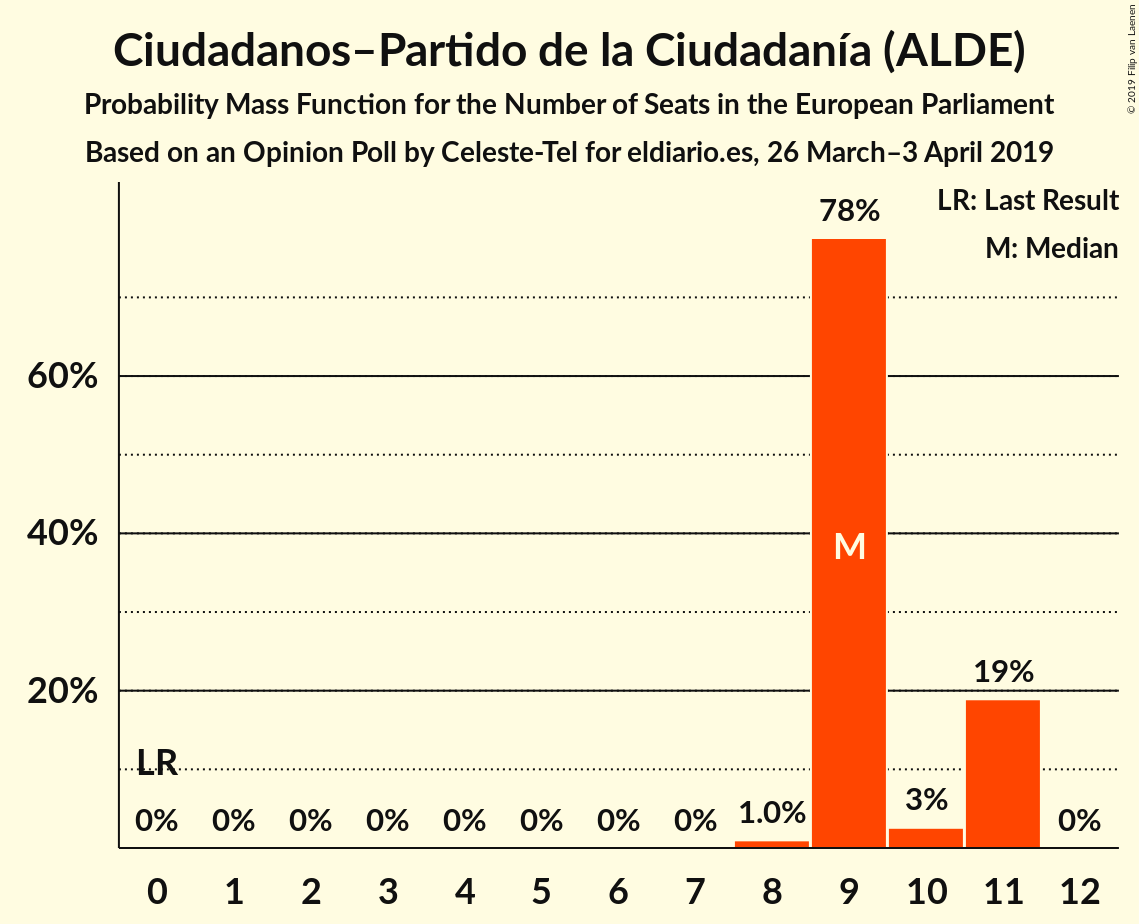 Ciudadanos–Partido de la Ciudadanía (ALDE)
Probability Mass Function for the Number of Seats in the European Parliament
Based on an Opinion Poll by Celeste-Tel for eldiario.es, 26 March–3 April 2019
© 2019 Filip van Laenen
LR: Last Result
M: Median
78%
60%
40%
M
20%
19%
LR
0% 0% 0% 0% 0% 0% 0% 0% 1.0% 3% 0%
0 1 2 3 4 5 6 7 8 9 10 11 12